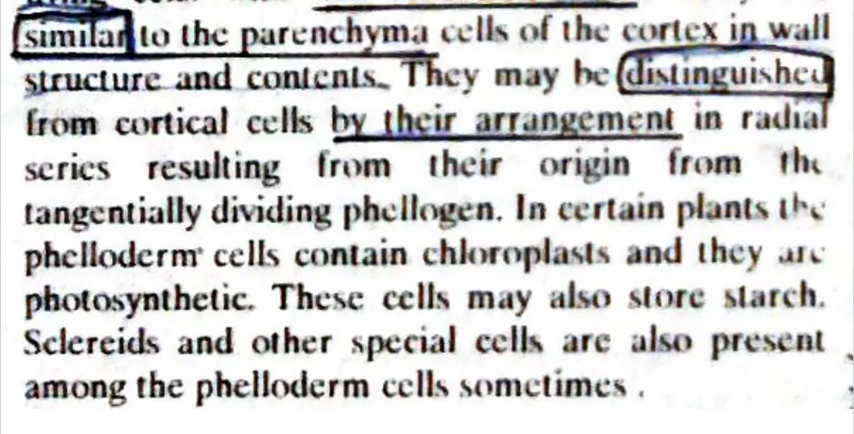 similar to the parenchyma cells of the cortex in wall
structure and contents. They may be distinguished
from cortical cells by their arrangement in radial
series resulting from their origin from the
tangentially dividing phellogen. In certain plants the
phelloderm cells contain chloroplasts and they are
photosynthetic. These cells may also store starch.
Sclereids and other special cells are also present
among the phelloderm cells sometimes .